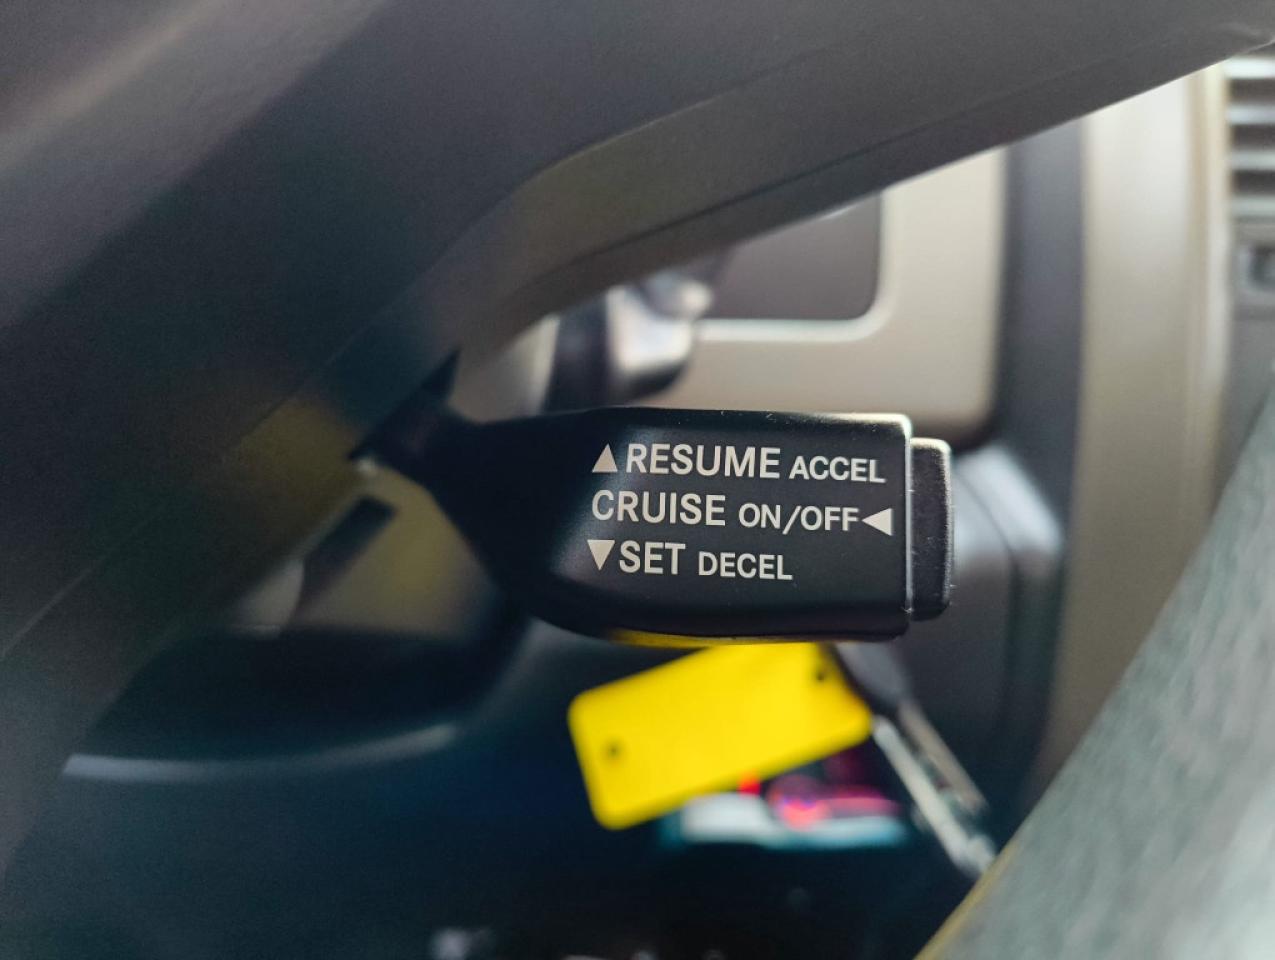 ▲RESUME ACCEL
CRUISE ON/OFF◀
▼SET DECEL